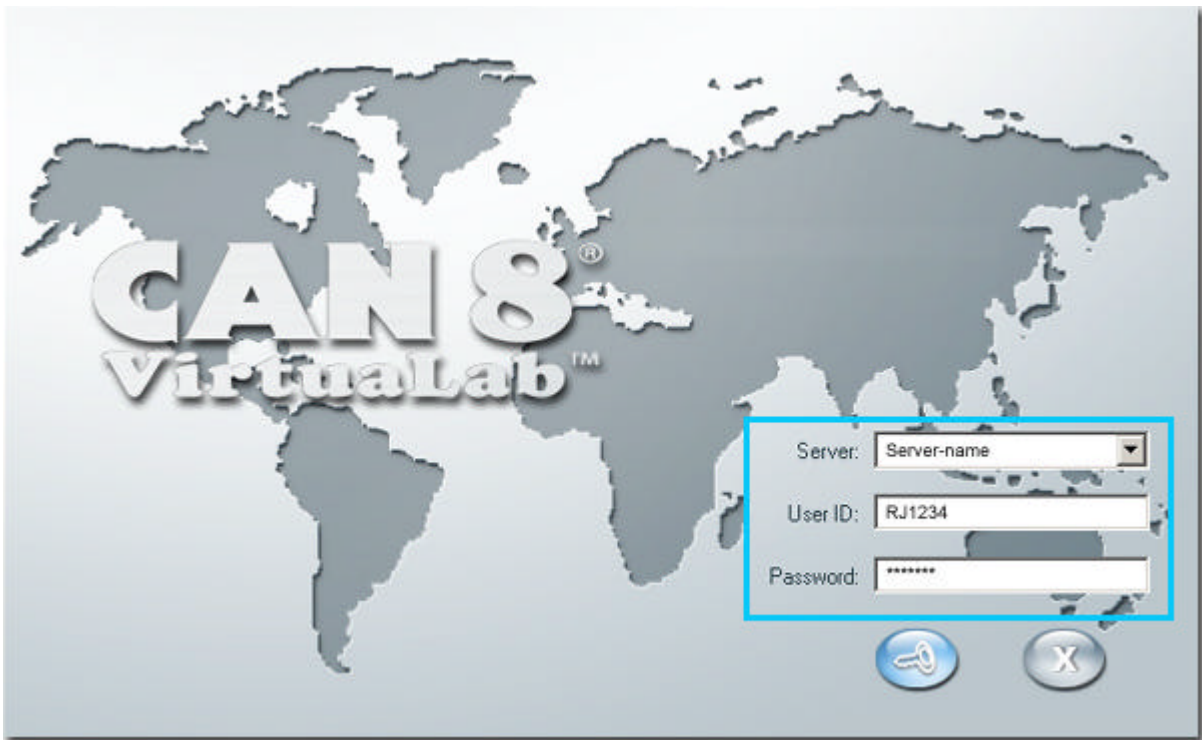 CAN 8®
VirtuaLab™
Server: Server-name
User ID: RJ1234
Password: *******
X